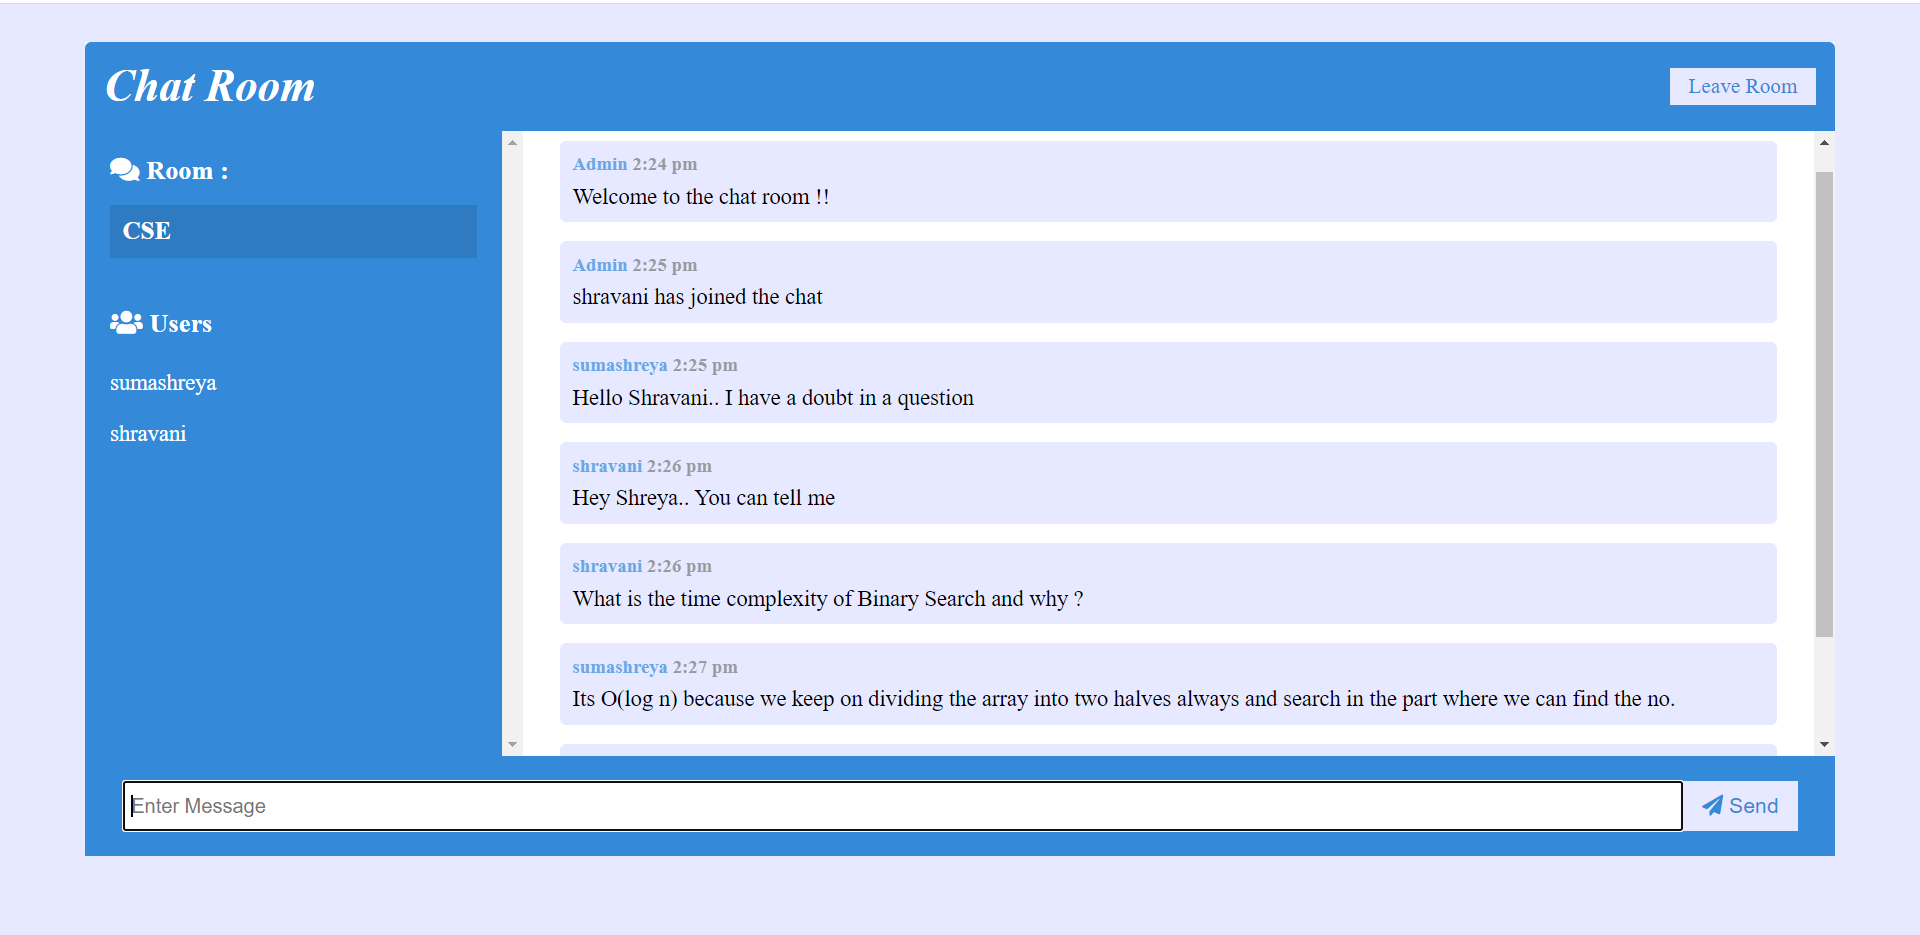 Chat Room
Leave Room
Room :
CSE
Users
sumashreya
shravani
Admin 2:24 pm
Welcome to the chat room !!
Admin 2:25 pm
shravani has joined the chat
sumashreya 2:25 pm
Hello Shravani.. I have a doubt in a question
shravani 2:26 pm
Hey Shreya.. You can tell me
shravani 2:26 pm
What is the time complexity of Binary Search and why ?
sumashreya 2:27 pm
Its O(log n) because we keep on dividing the array into two halves always and search in the part where we can find the no.
Enter Message
Send